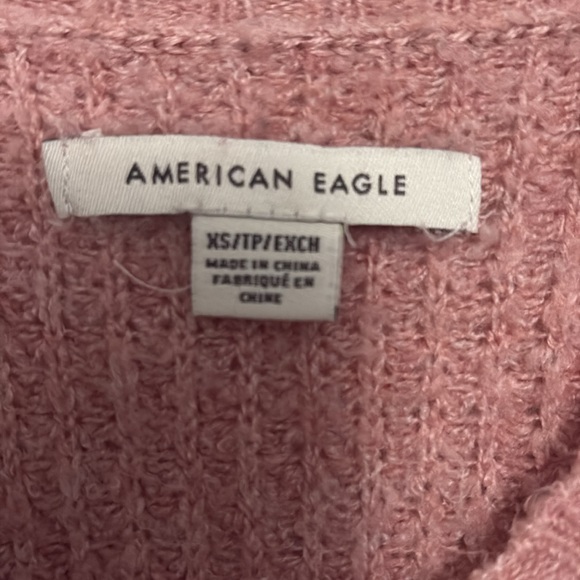 AMERICAN EAGLE
XS/TP/EXCH
MADE IN CHINA
FABRIQUÉ EN
CHINE